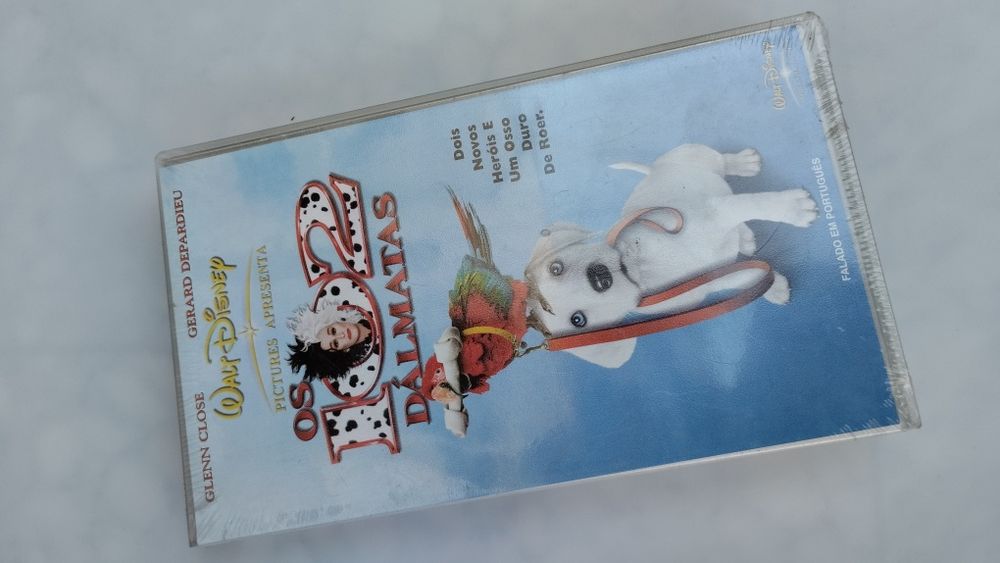 GLENN CLOSE GERARD DEPARDIEU
WALT DISNEY
PICTURES APRESENTA
OS
102
DÁLMATAS
Dois
Novos
Heróis E
Um Osso
Duro
De Roer.
FALADO EM PORTUGUÊS
WALT DISNEY